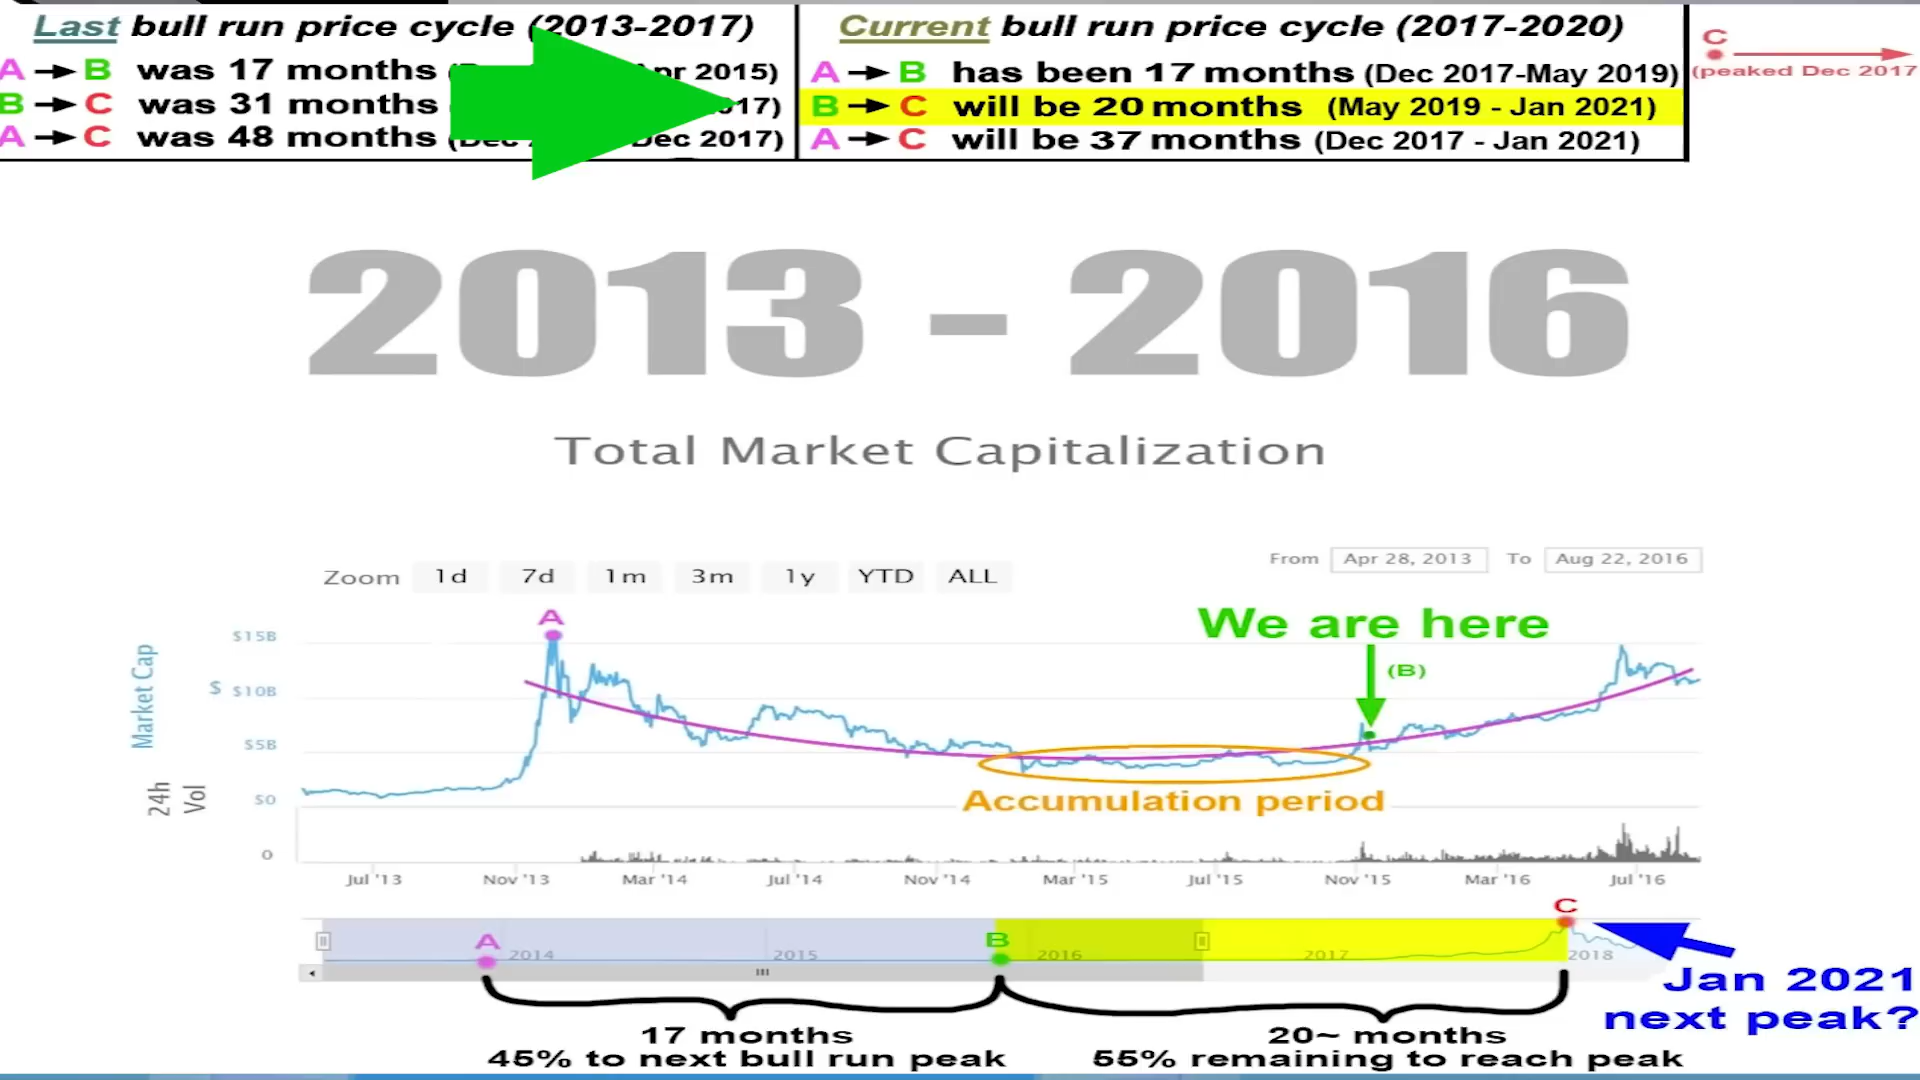 Last bull run price cycle (2013-2017)
A → B was 17 months Apr 2015)
B → C was 31 months 2017)
A → C was 48 months (Dec Dec 2017)
Current bull run price cycle (2017-2020)
A → B has been 17 months (Dec 2017-May 2019)
B → C will be 20 months (May 2019 - Jan 2021)
A → C will be 37 months (Dec 2017 - Jan 2021)
C
(peaked Dec 2017
2013 - 2016
Total Market Capitalization
Zoom 1d 7d 1m 3m 1y YTD ALL
From Apr 28, 2013 To Aug 22, 2016
A
We are here
(B)
Market Cap
$
$15B
$10B
$5B
$0
24h Vol
0
Accumulation period
Jul '13 Nov '13 Mar '14 Jul '14 Nov '14 Mar '15 Jul '15 Nov '15 Mar '16 Jul '16
A B C
2014 2015 2016 2017 2018
Jan 2021
next peak?
17 months
45% to next bull run peak
20~ months
55% remaining to reach peak